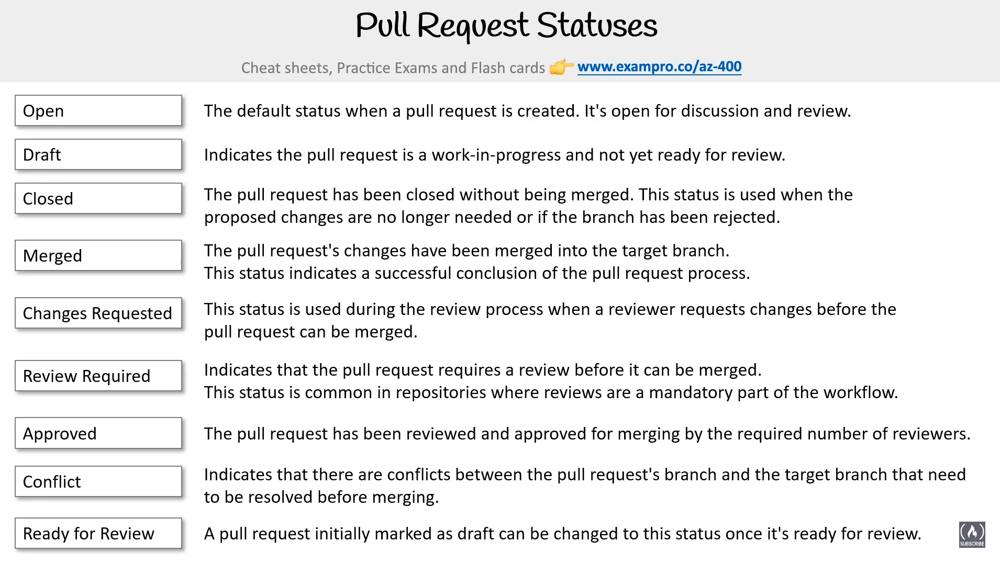 Pull Request Statuses
Cheat sheets, Practice Exams and Flash cards 👉 www.exampro.co/az-400
Open
The default status when a pull request is created. It's open for discussion and review.
Draft
Indicates the pull request is a work-in-progress and not yet ready for review.
Closed
The pull request has been closed without being merged. This status is used when the
proposed changes are no longer needed or if the branch has been rejected.
Merged
The pull request's changes have been merged into the target branch.
This status indicates a successful conclusion of the pull request process.
Changes Requested
This status is used during the review process when a reviewer requests changes before the
pull request can be merged.
Review Required
Indicates that the pull request requires a review before it can be merged.
This status is common in repositories where reviews are a mandatory part of the workflow.
Approved
The pull request has been reviewed and approved for merging by the required number of reviewers.
Conflict
Indicates that there are conflicts between the pull request's branch and the target branch that need
to be resolved before merging.
Ready for Review
A pull request initially marked as draft can be changed to this status once it's ready for review.
SUBSCRIBE